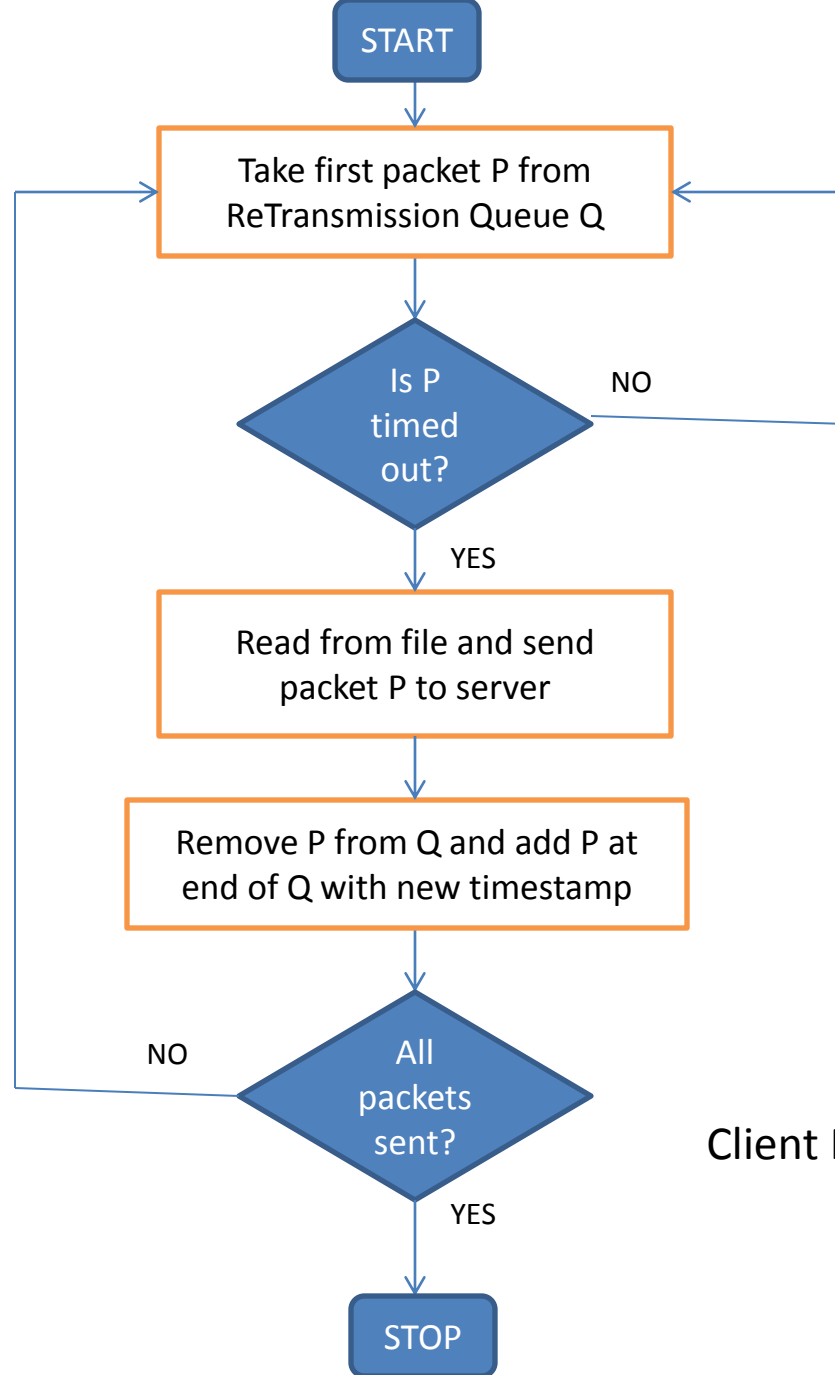 START
Take first packet P from
ReTransmission Queue Q
Is P
timed
out?
NO
YES
Read from file and send
packet P to server
Remove P from Q and add P at
end of Q with new timestamp
NO
All
packets
sent?
Client
YES
STOP